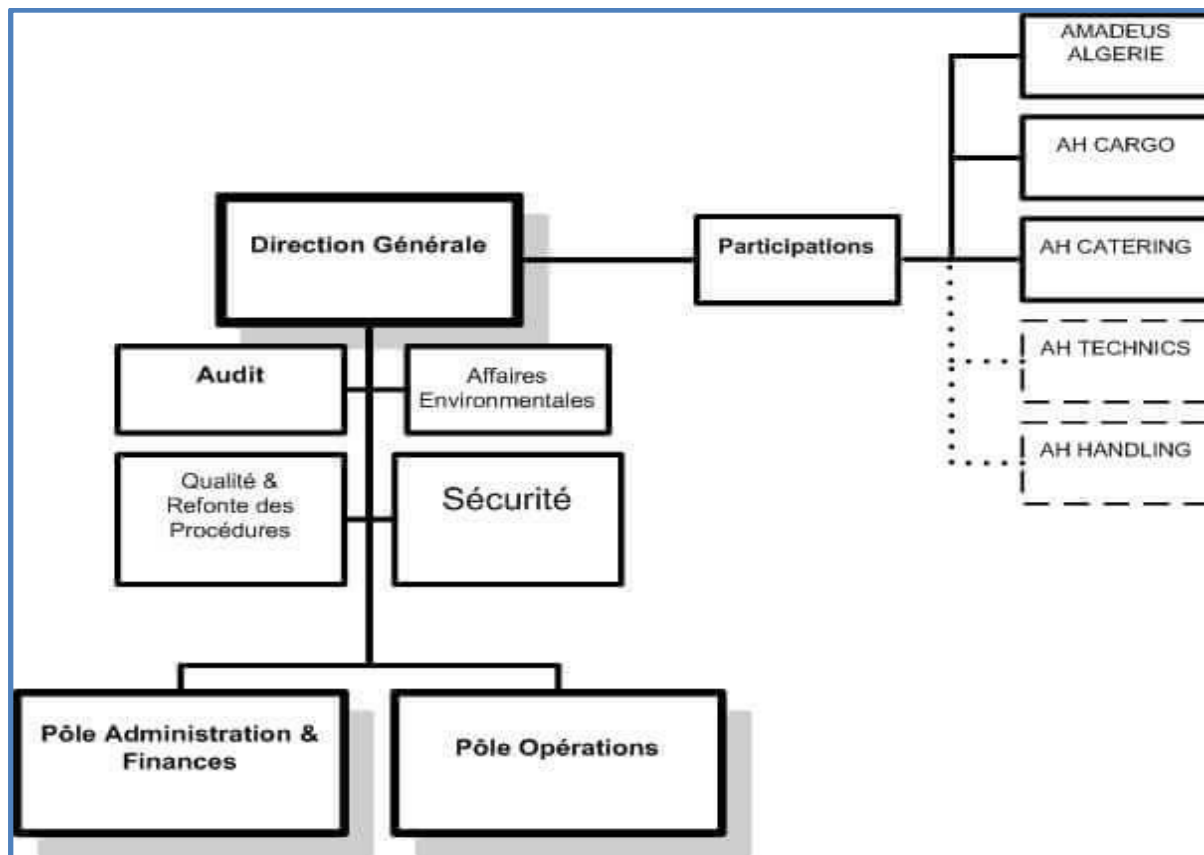 AMADEUS
ALGERIE
AH CARGO
Direction Générale
Participations
AH CATERING
AH TECHNICS
AH HANDLING
Audit
Affaires
Environmentales
Qualité &
Refonte des
Procédures
Sécurité
Pôle Administration &
Finances
Pôle Opérations